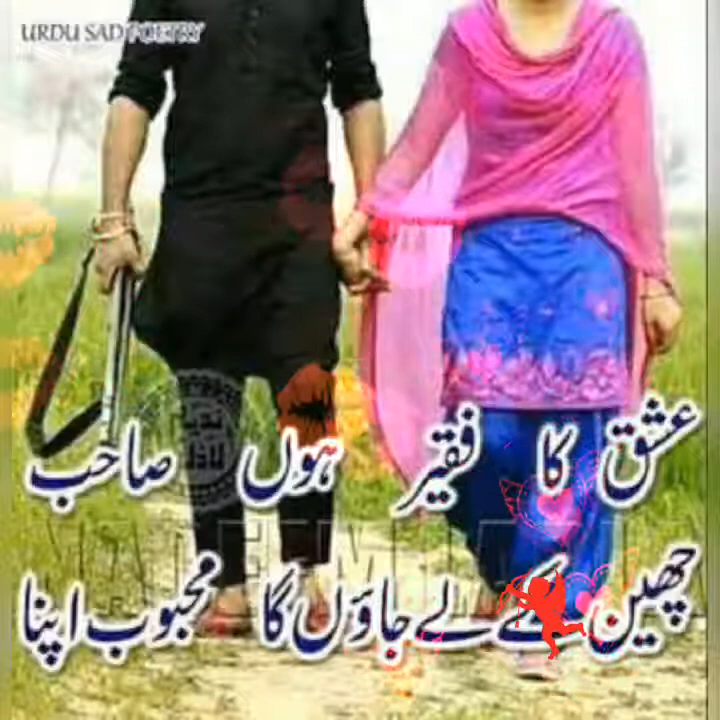 URDU SAD POETRY
عشق کا فقیر ہوں صاحب
چھین کے لے جاؤں گا محبوب اپنا